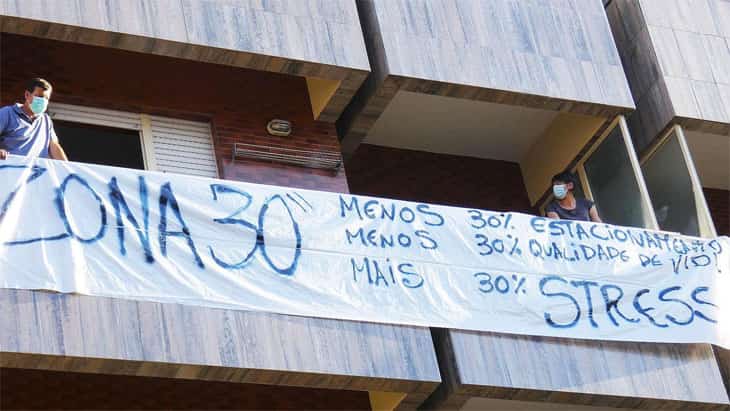 ZONA 30"
MENOS 30% ESTACIONAMENTO?
MENOS 30% QUALIDADE DE VIDA?
MAIS 30% STRESS